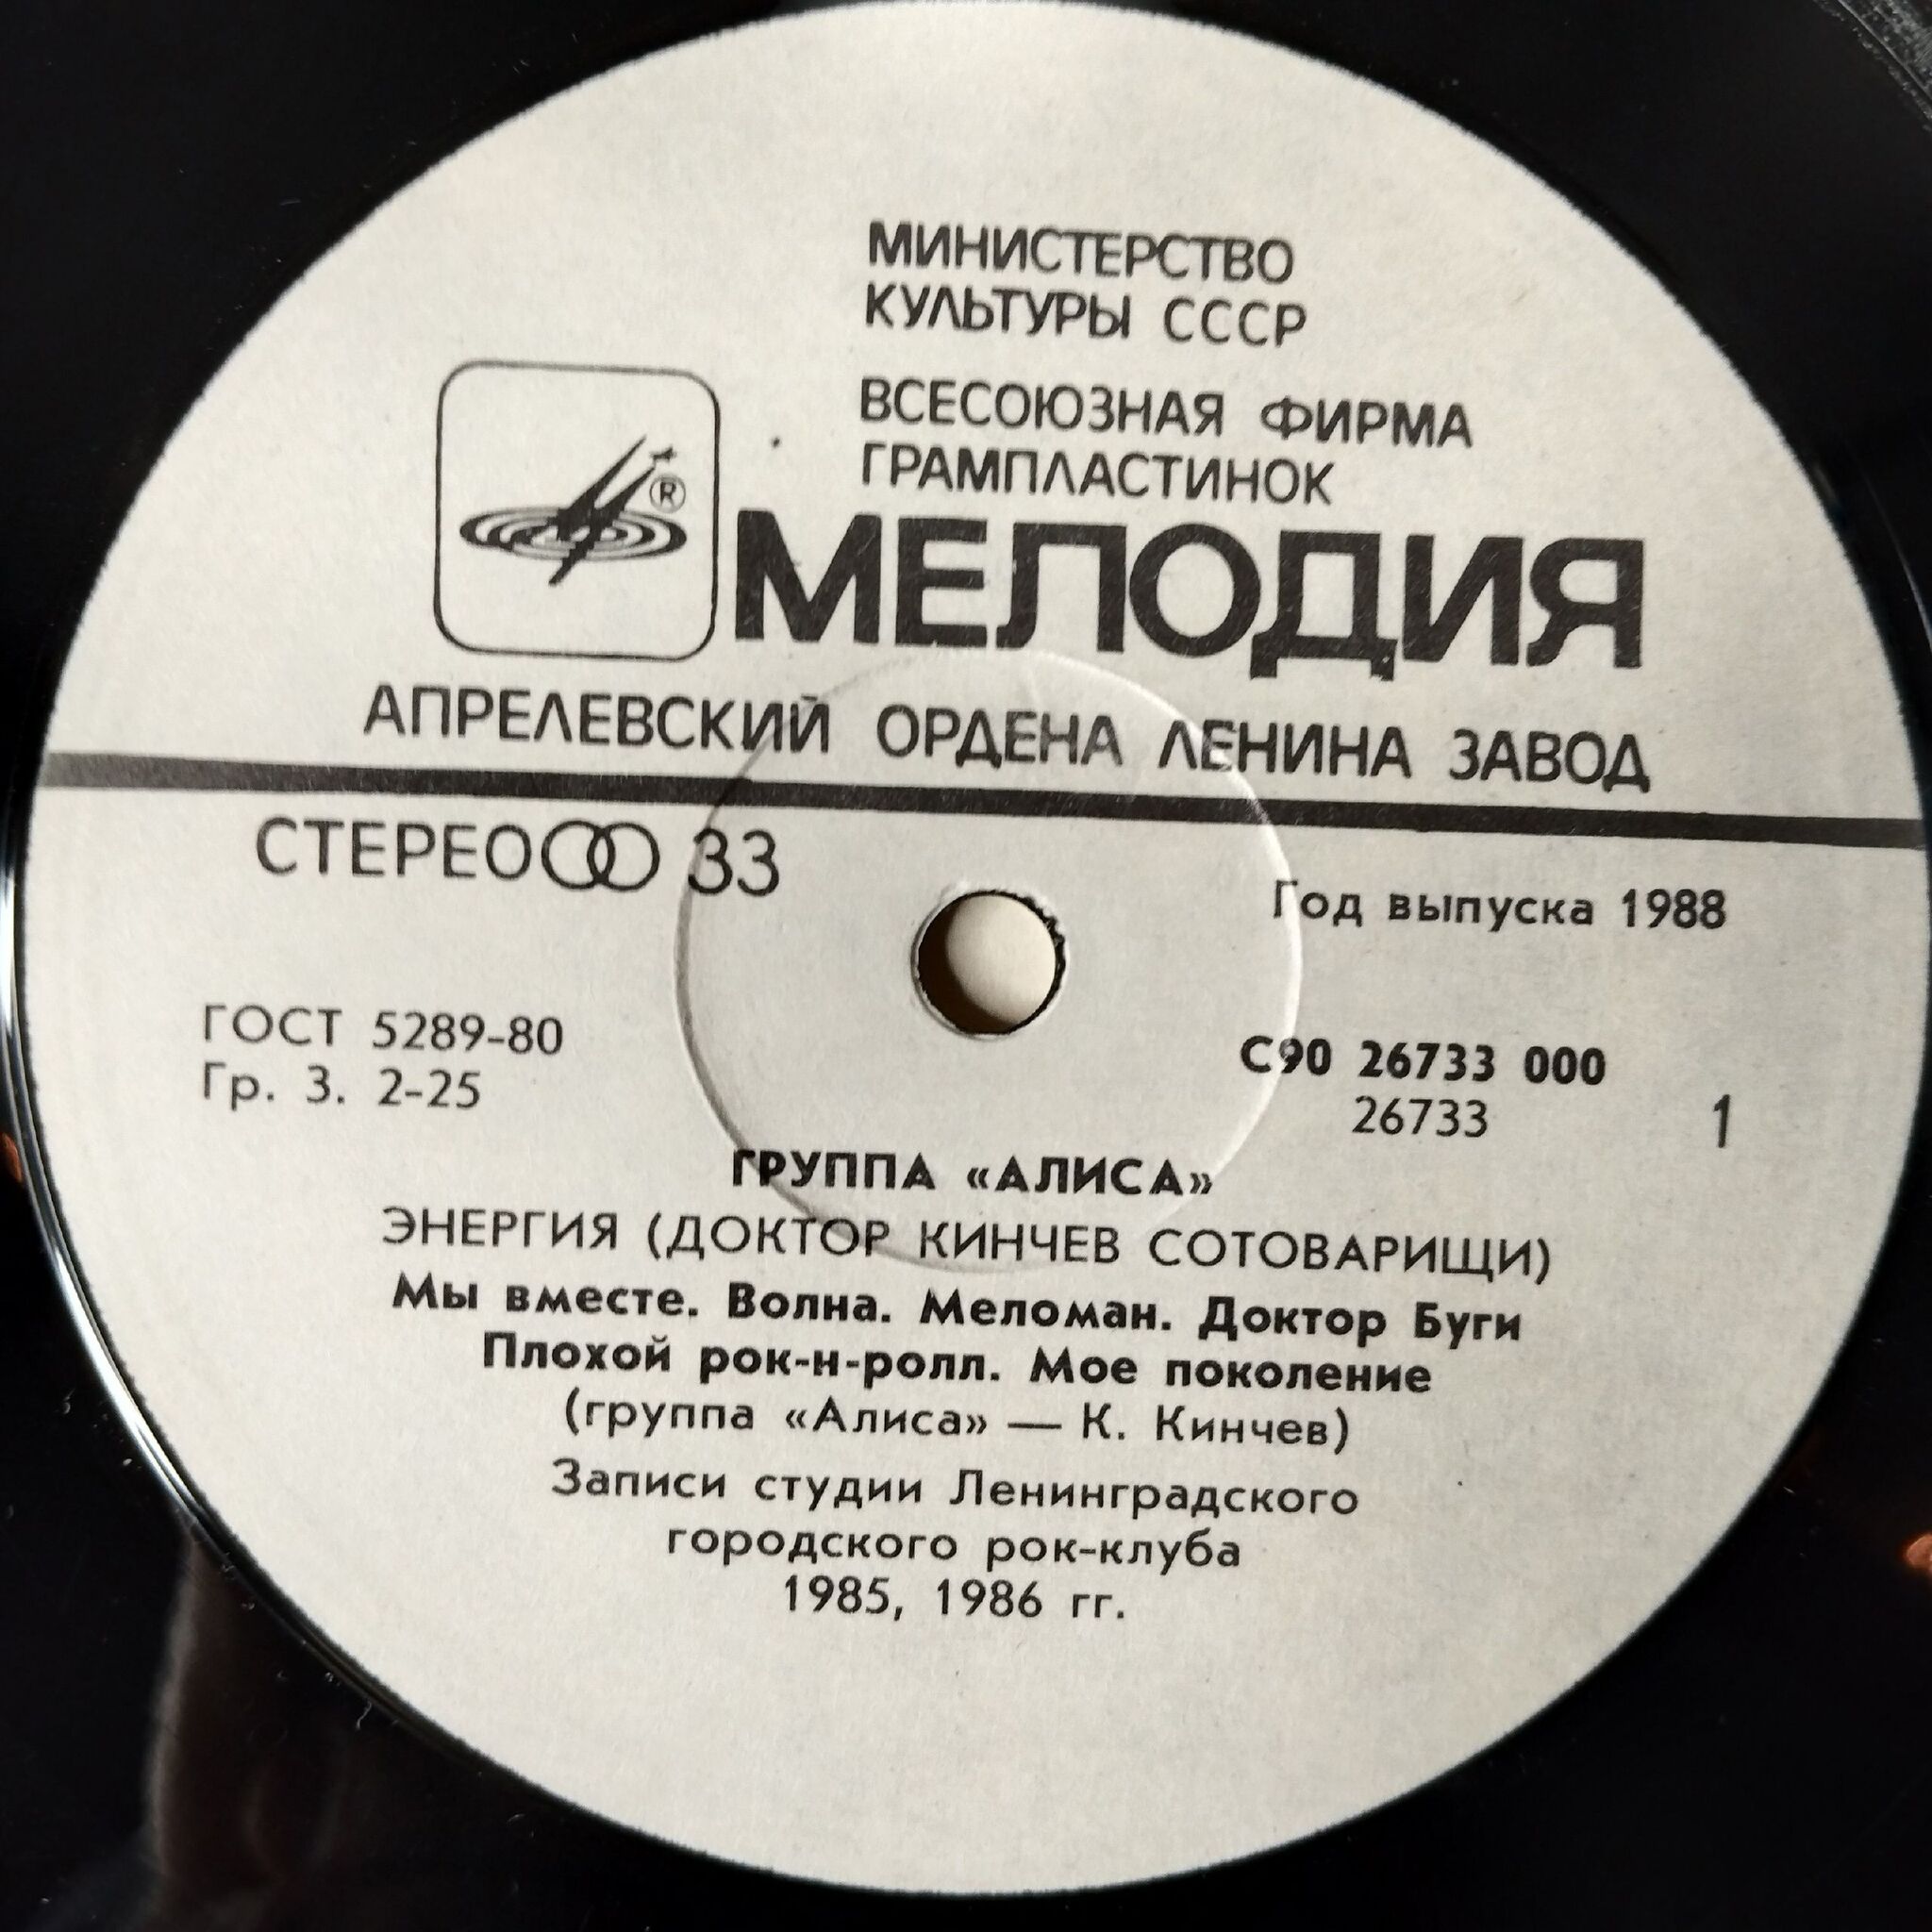 МИНИСТЕРСТВО
КУЛЬТУРЫ СССР
ВСЕСОЮЗНАЯ ФИРМА
ГРАМПЛАСТИНОК
®
МЕЛОДИЯ
АПРЕЛЕВСКИЙ ОРДЕНА ЛЕНИНА ЗАВОД
СТЕРЕО 33
Год выпуска 1988
ГОСТ 5289-80
Гр. 3. 2-25
С90 26733 000
26733
1
ГРУППА «АЛИСА»
ЭНЕРГИЯ (ДОКТОР КИНЧЕВ СОТОВАРИЩИ)
Мы вместе. Волна. Меломан. Доктор Буги
Плохой рок-н-ролл. Мое поколение
(группа «Алиса» — К. Кинчев)
Записи студии Ленинградского
городского рок-клуба
1985, 1986 гг.